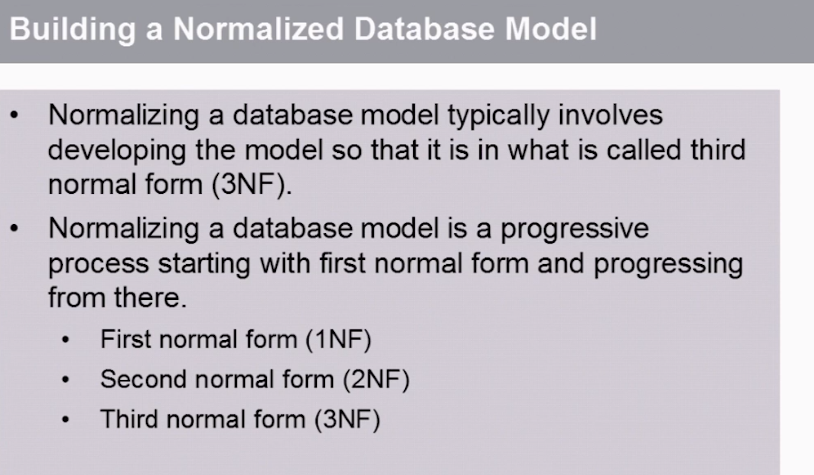 Building a Normalized Database Model
• Normalizing a database model typically involves
developing the model so that it is in what is called third
normal form (3NF).
• Normalizing a database model is a progressive
process starting with first normal form and progressing
from there.
• First normal form (1NF)
• Second normal form (2NF)
• Third normal form (3NF)